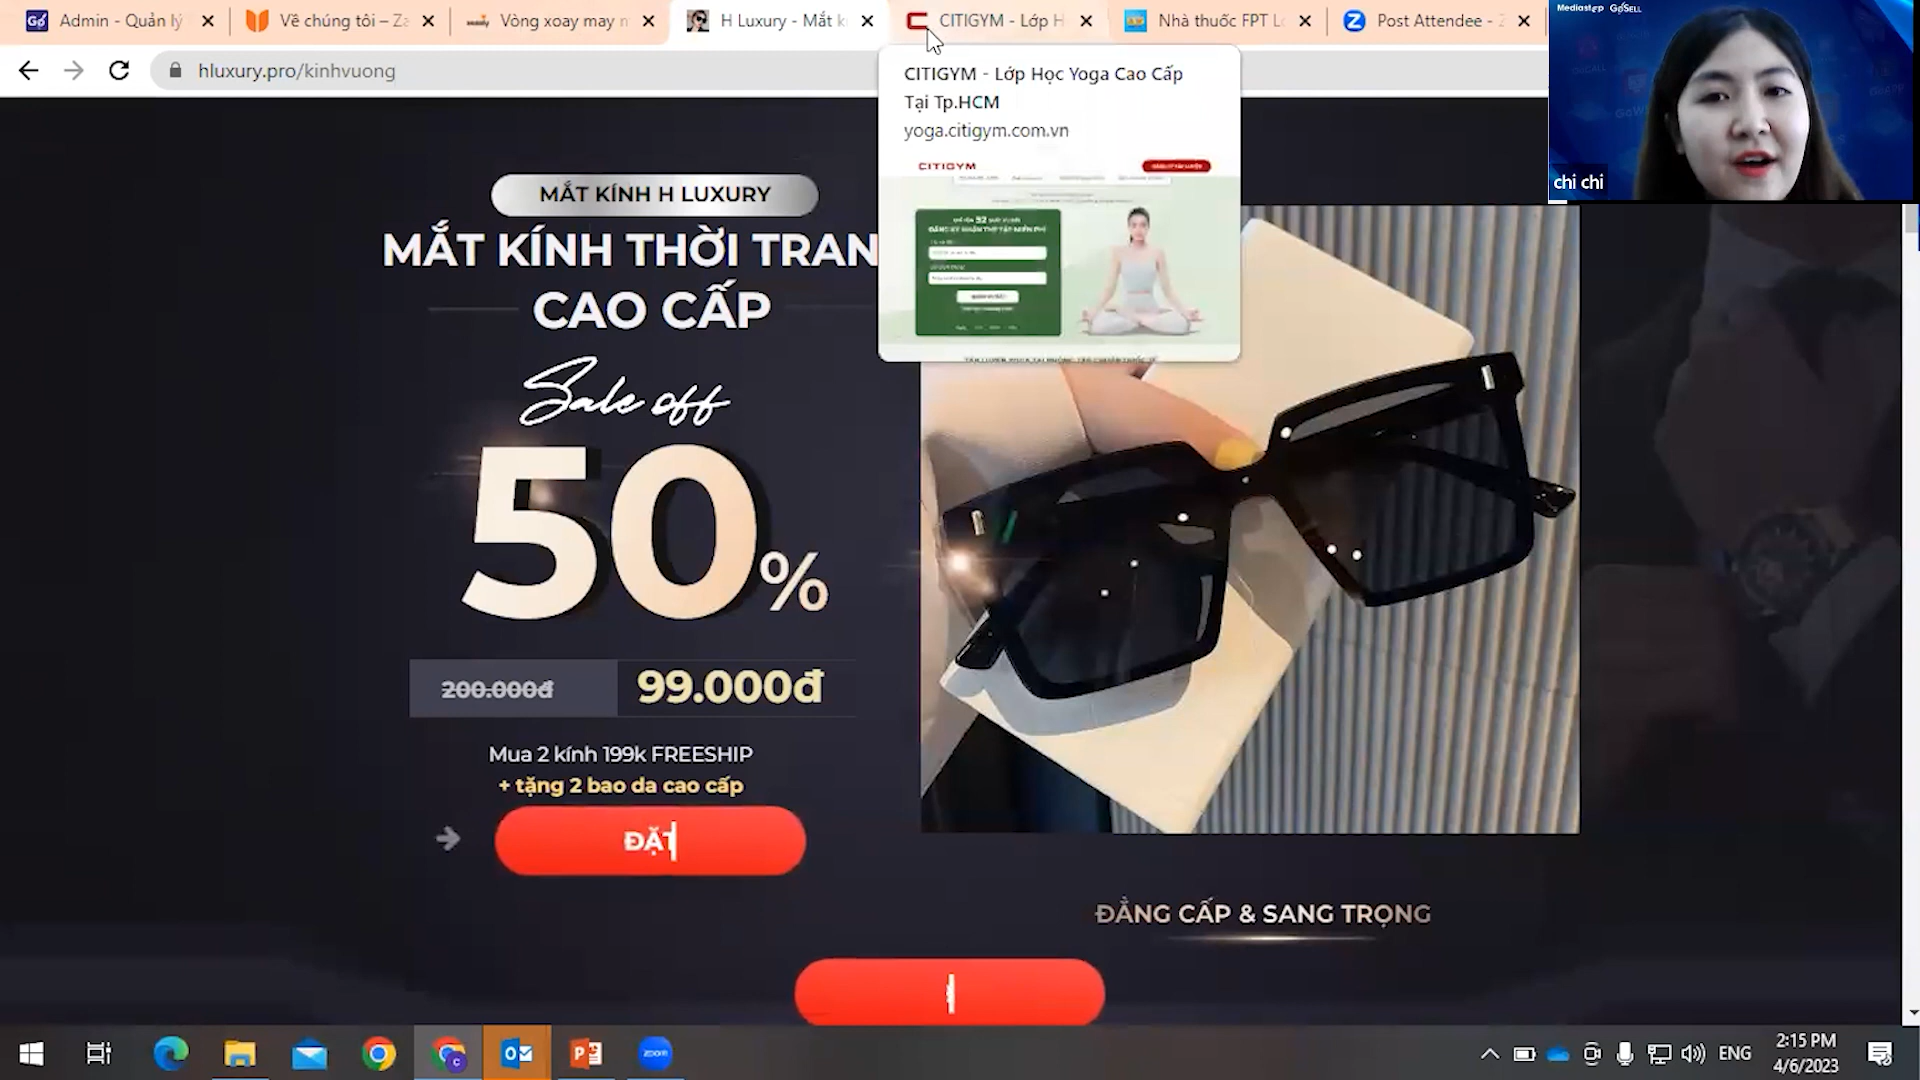 Admin - Quản lý
Về chúng tôi – Za
Vòng xoay may m
H Luxury - Mắt k
CITIGYM - Lớp H
Nhà thuốc FPT L
Post Attendee - Z
Mediastep GoSELL
hluxury.pro/kinhvuong
CITIGYM - Lớp Học Yoga Cao Cấp
Tại Tp.HCM
yoga.citigym.com.vn
CITIGYM
chi chi
MẮT KÍNH H LUXURY
MẮT KÍNH THỜI TRAN
CAO CẤP
Sale off
50%
200.000đ 99.000đ
Mua 2 kính 199k FREESHIP
+ tặng 2 bao da cao cấp
ĐẶT
ĐẲNG CẤP & SANG TRỌNG
zoom
ENG
2:15 PM
4/6/2023